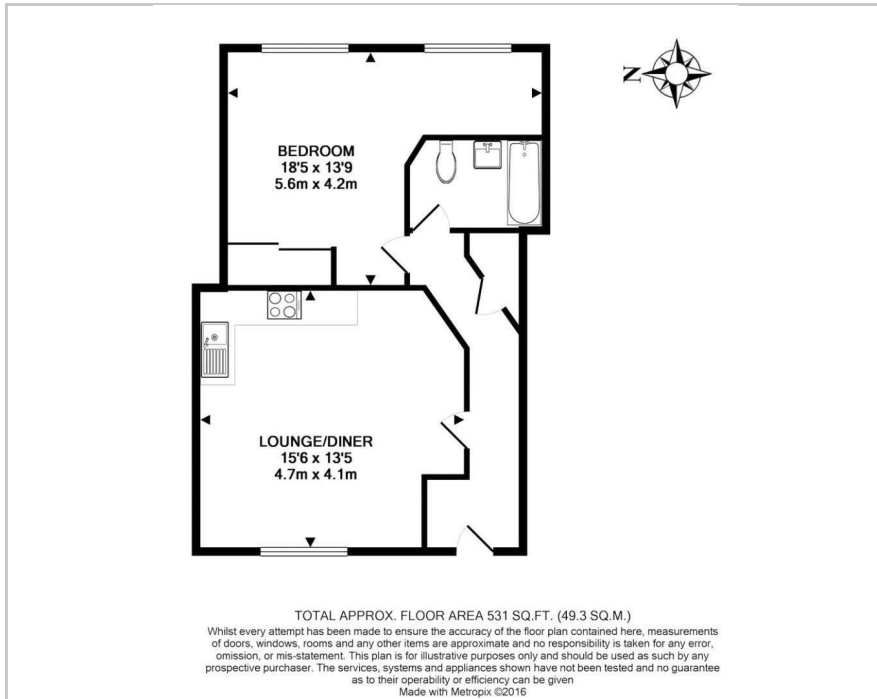 N
BEDROOM
18'5 x 13'9
5.6m x 4.2m
LOUNGE/DINER
15'6 x 13'5
4.7m x 4.1m
TOTAL APPROX. FLOOR AREA 531 SQ.FT. (49.3 SQ.M.)
Whilst every attempt has been made to ensure the accuracy of the floor plan contained here, measurements
of doors, windows, rooms and any other items are approximate and no responsibility is taken for any error,
omission, or mis-statement. This plan is for illustrative purposes only and should be used as such by any
prospective purchaser. The services, systems and appliances shown have not been tested and no guarantee
as to their operability or efficiency can be given
Made with Metropix ©2016